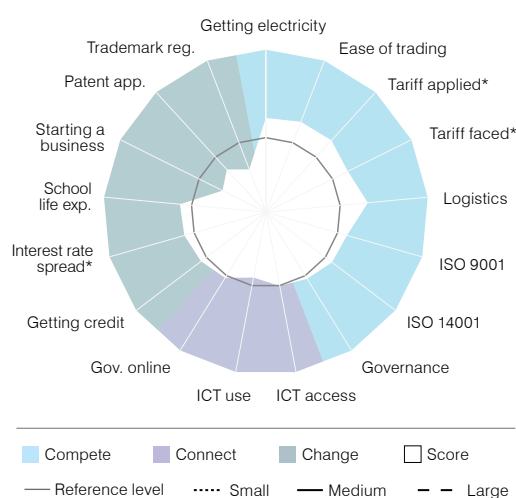 Getting electricity
Trademark reg.
Ease of trading
Patent app.
Tariff applied*
Starting a
business
Tariff faced*
School
life exp.
Logistics
Interest rate
spread*
ISO 9001
Getting credit
ISO 14001
Gov. online
Governance
ICT use
ICT access
Compete Connect Change Score
Reference level Small Medium Large